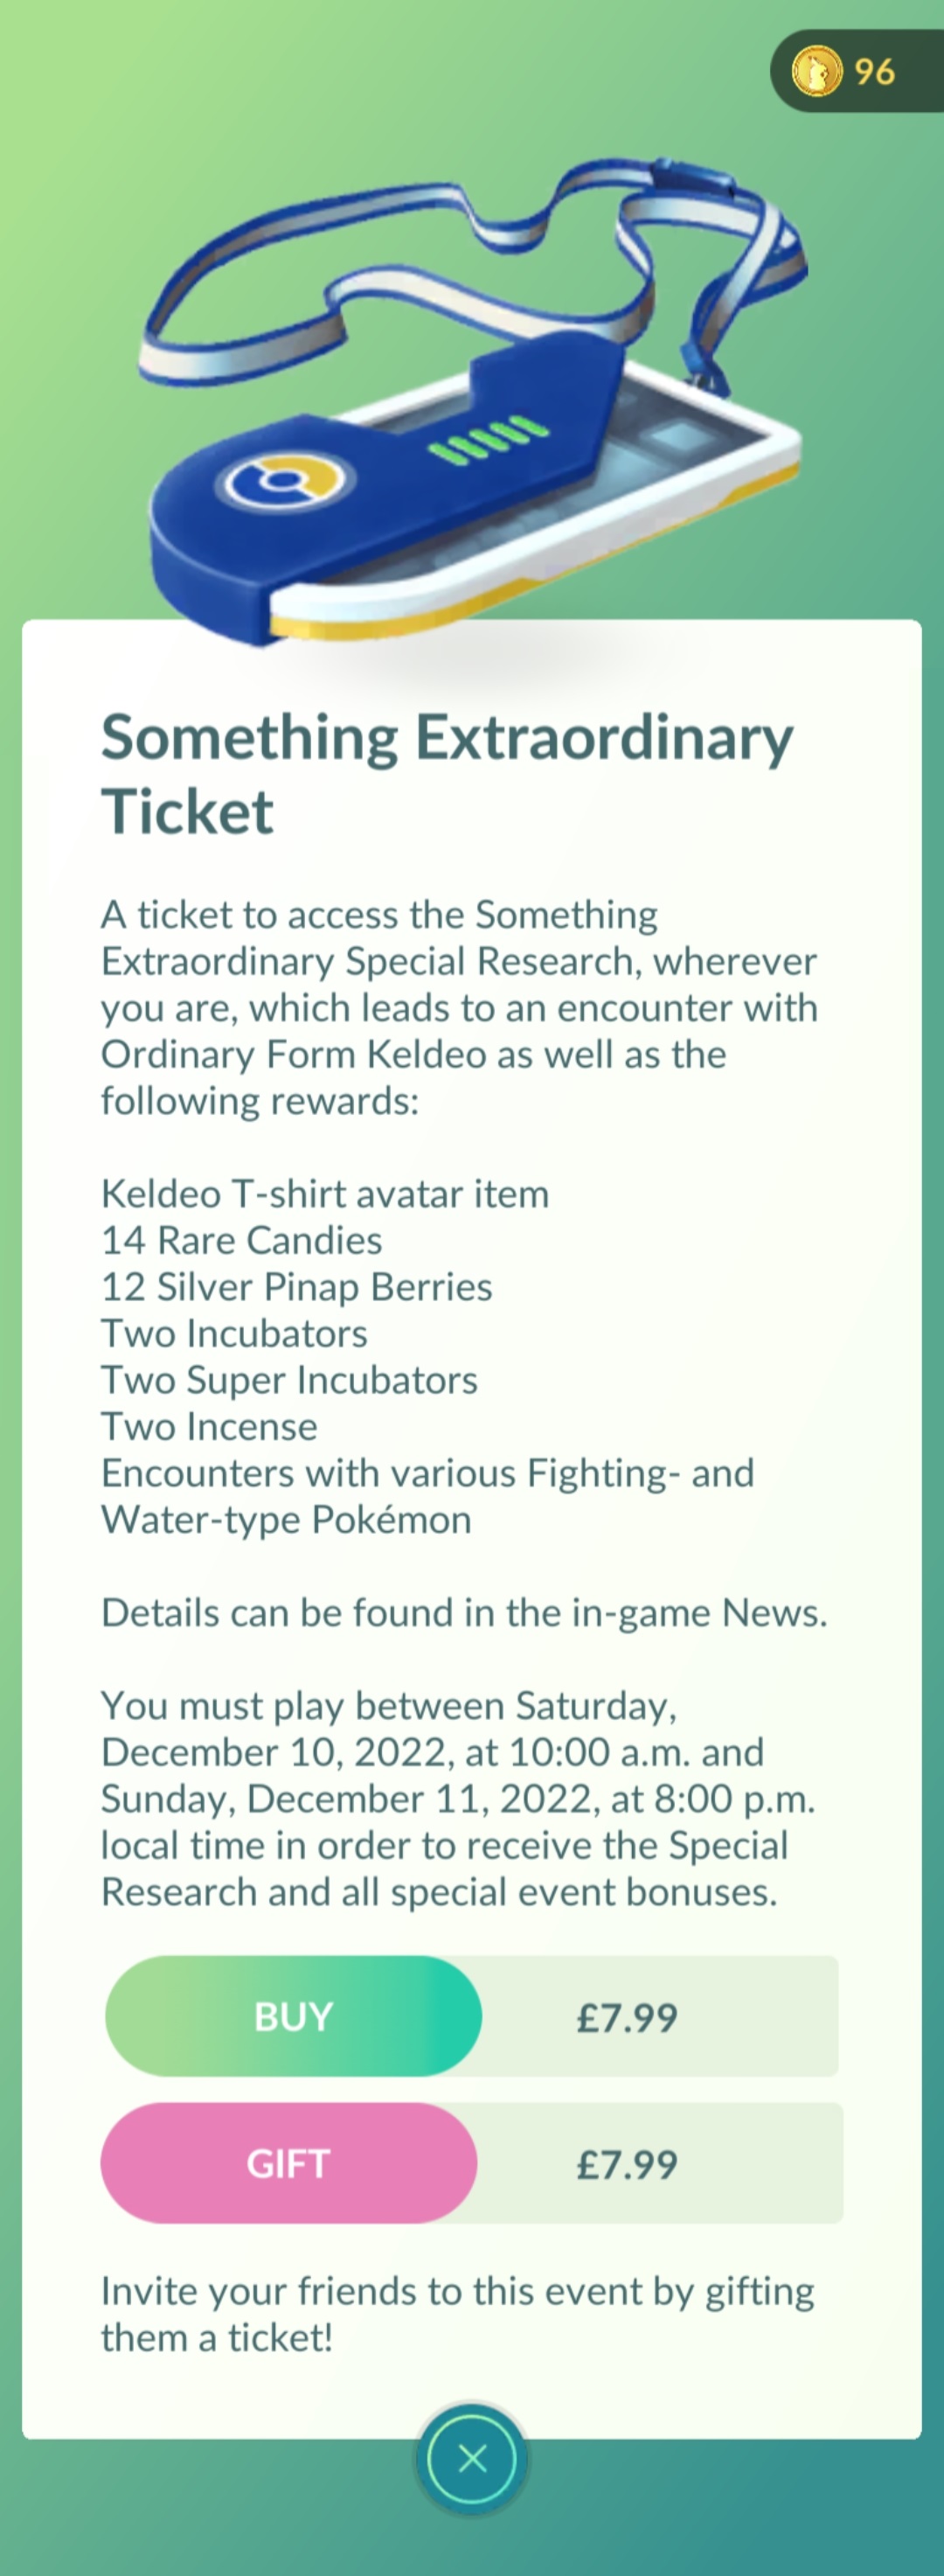 96
Something Extraordinary
Ticket
A ticket to access the Something
Extraordinary Special Research, wherever
you are, which leads to an encounter with
Ordinary Form Keldeo as well as the
following rewards:
Keldeo T-shirt avatar item
14 Rare Candies
12 Silver Pinap Berries
Two Incubators
Two Super Incubators
Two Incense
Encounters with various Fighting- and
Water-type Pokémon
Details can be found in the in-game News.
You must play between Saturday,
December 10, 2022, at 10:00 a.m. and
Sunday, December 11, 2022, at 8:00 p.m.
local time in order to receive the Special
Research and all special event bonuses.
BUY £7.99
GIFT £7.99
Invite your friends to this event by gifting
them a ticket!